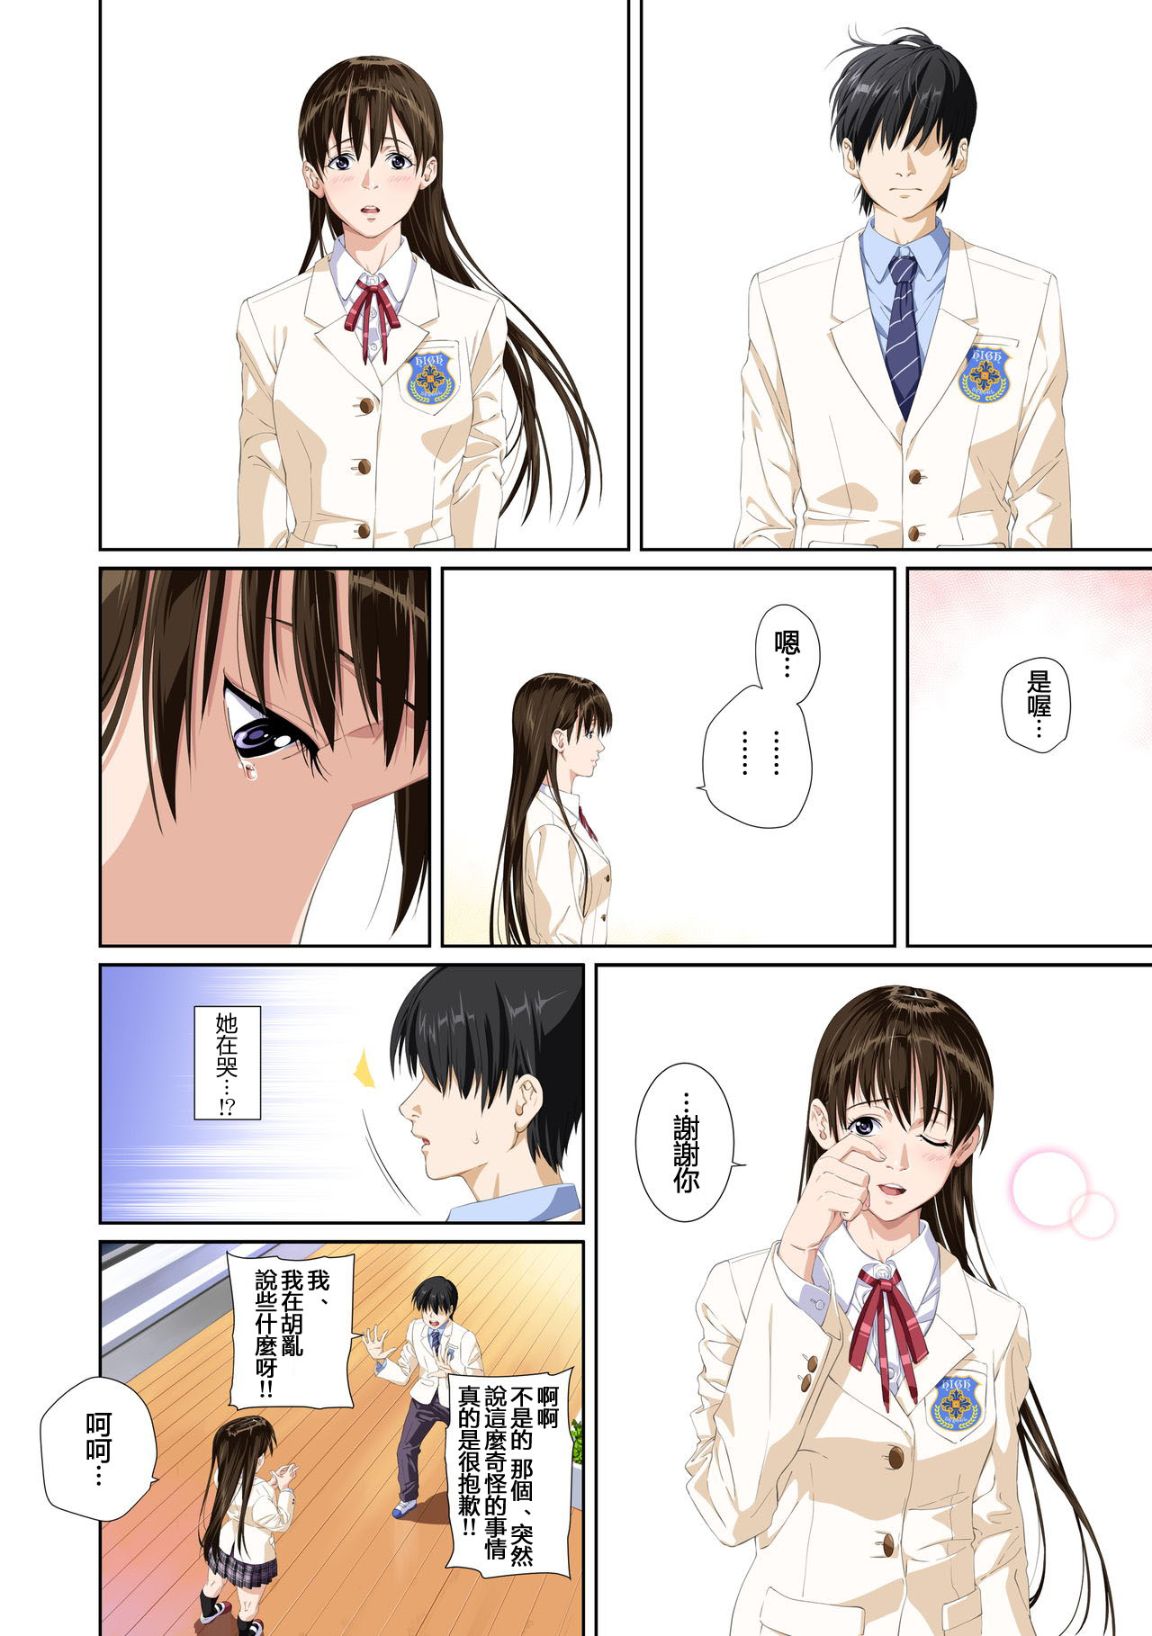 HIGH
HIGH
是喔…
嗯…
……
……
…謝謝你
HIGH
她在哭…!?
啊啊
不是的 那個、突然
說這麼奇怪的事情
真的是很抱歉!!
我、
我在胡亂
說些什麼呀!!
呵呵…